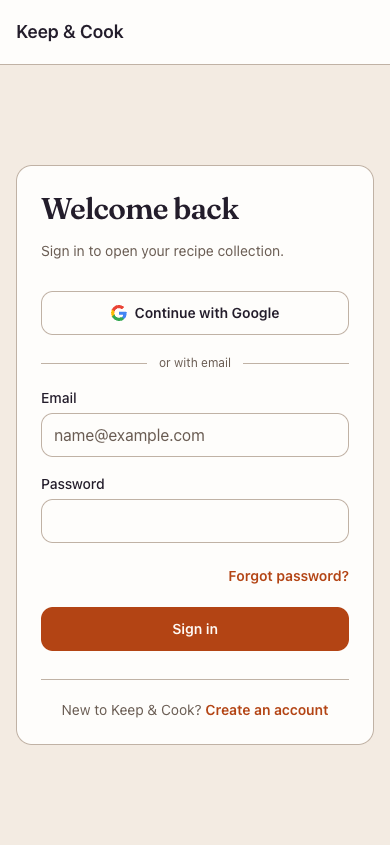 Keep & Cook
Welcome back
Sign in to open your recipe collection.
Continue with Google
or with email
Email
name@example.com
Password
Forgot password?
Sign in
New to Keep & Cook? Create an account